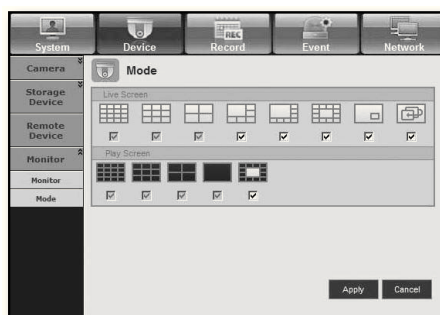 System Device Record Event Network
REC
Camera
Mode
Storage
Device
Live Screen
Remote
Device
Monitor
Play Screen
Monitor
Mode
Apply Cancel